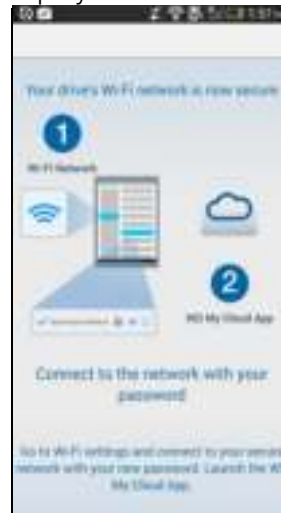 Your drive's Wi-Fi network is now secure
1
Wi-Fi Network
2
WD My Cloud App
Connect to the network with your
password
Go to Wi-Fi settings and connect to your secure
network with your new password. Launch the WD
My Cloud App.